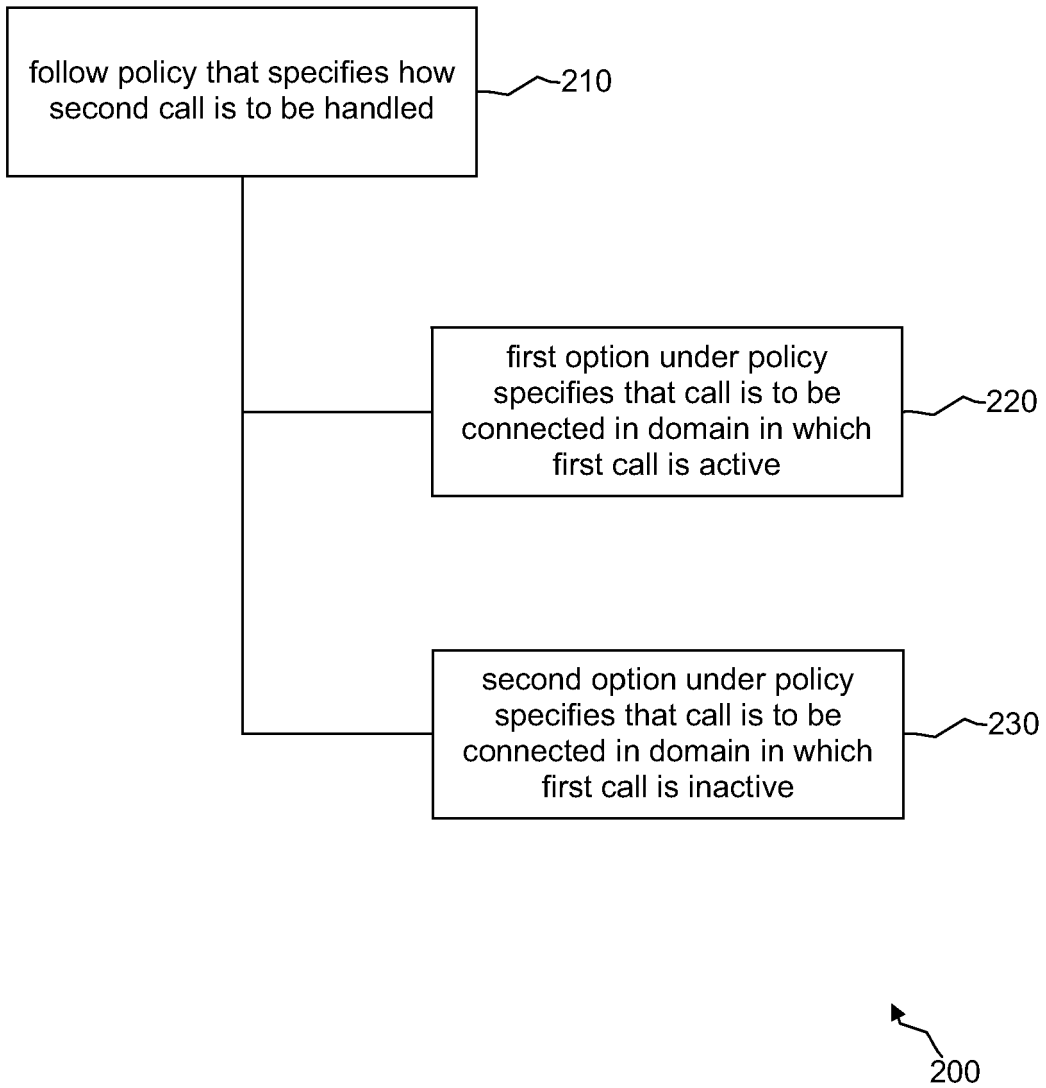 follow policy that specifies how
second call is to be handled
210
first option under policy
specifies that call is to be
connected in domain in which
first call is active
220
second option under policy
specifies that call is to be
connected in domain in which
first call is inactive
230
200